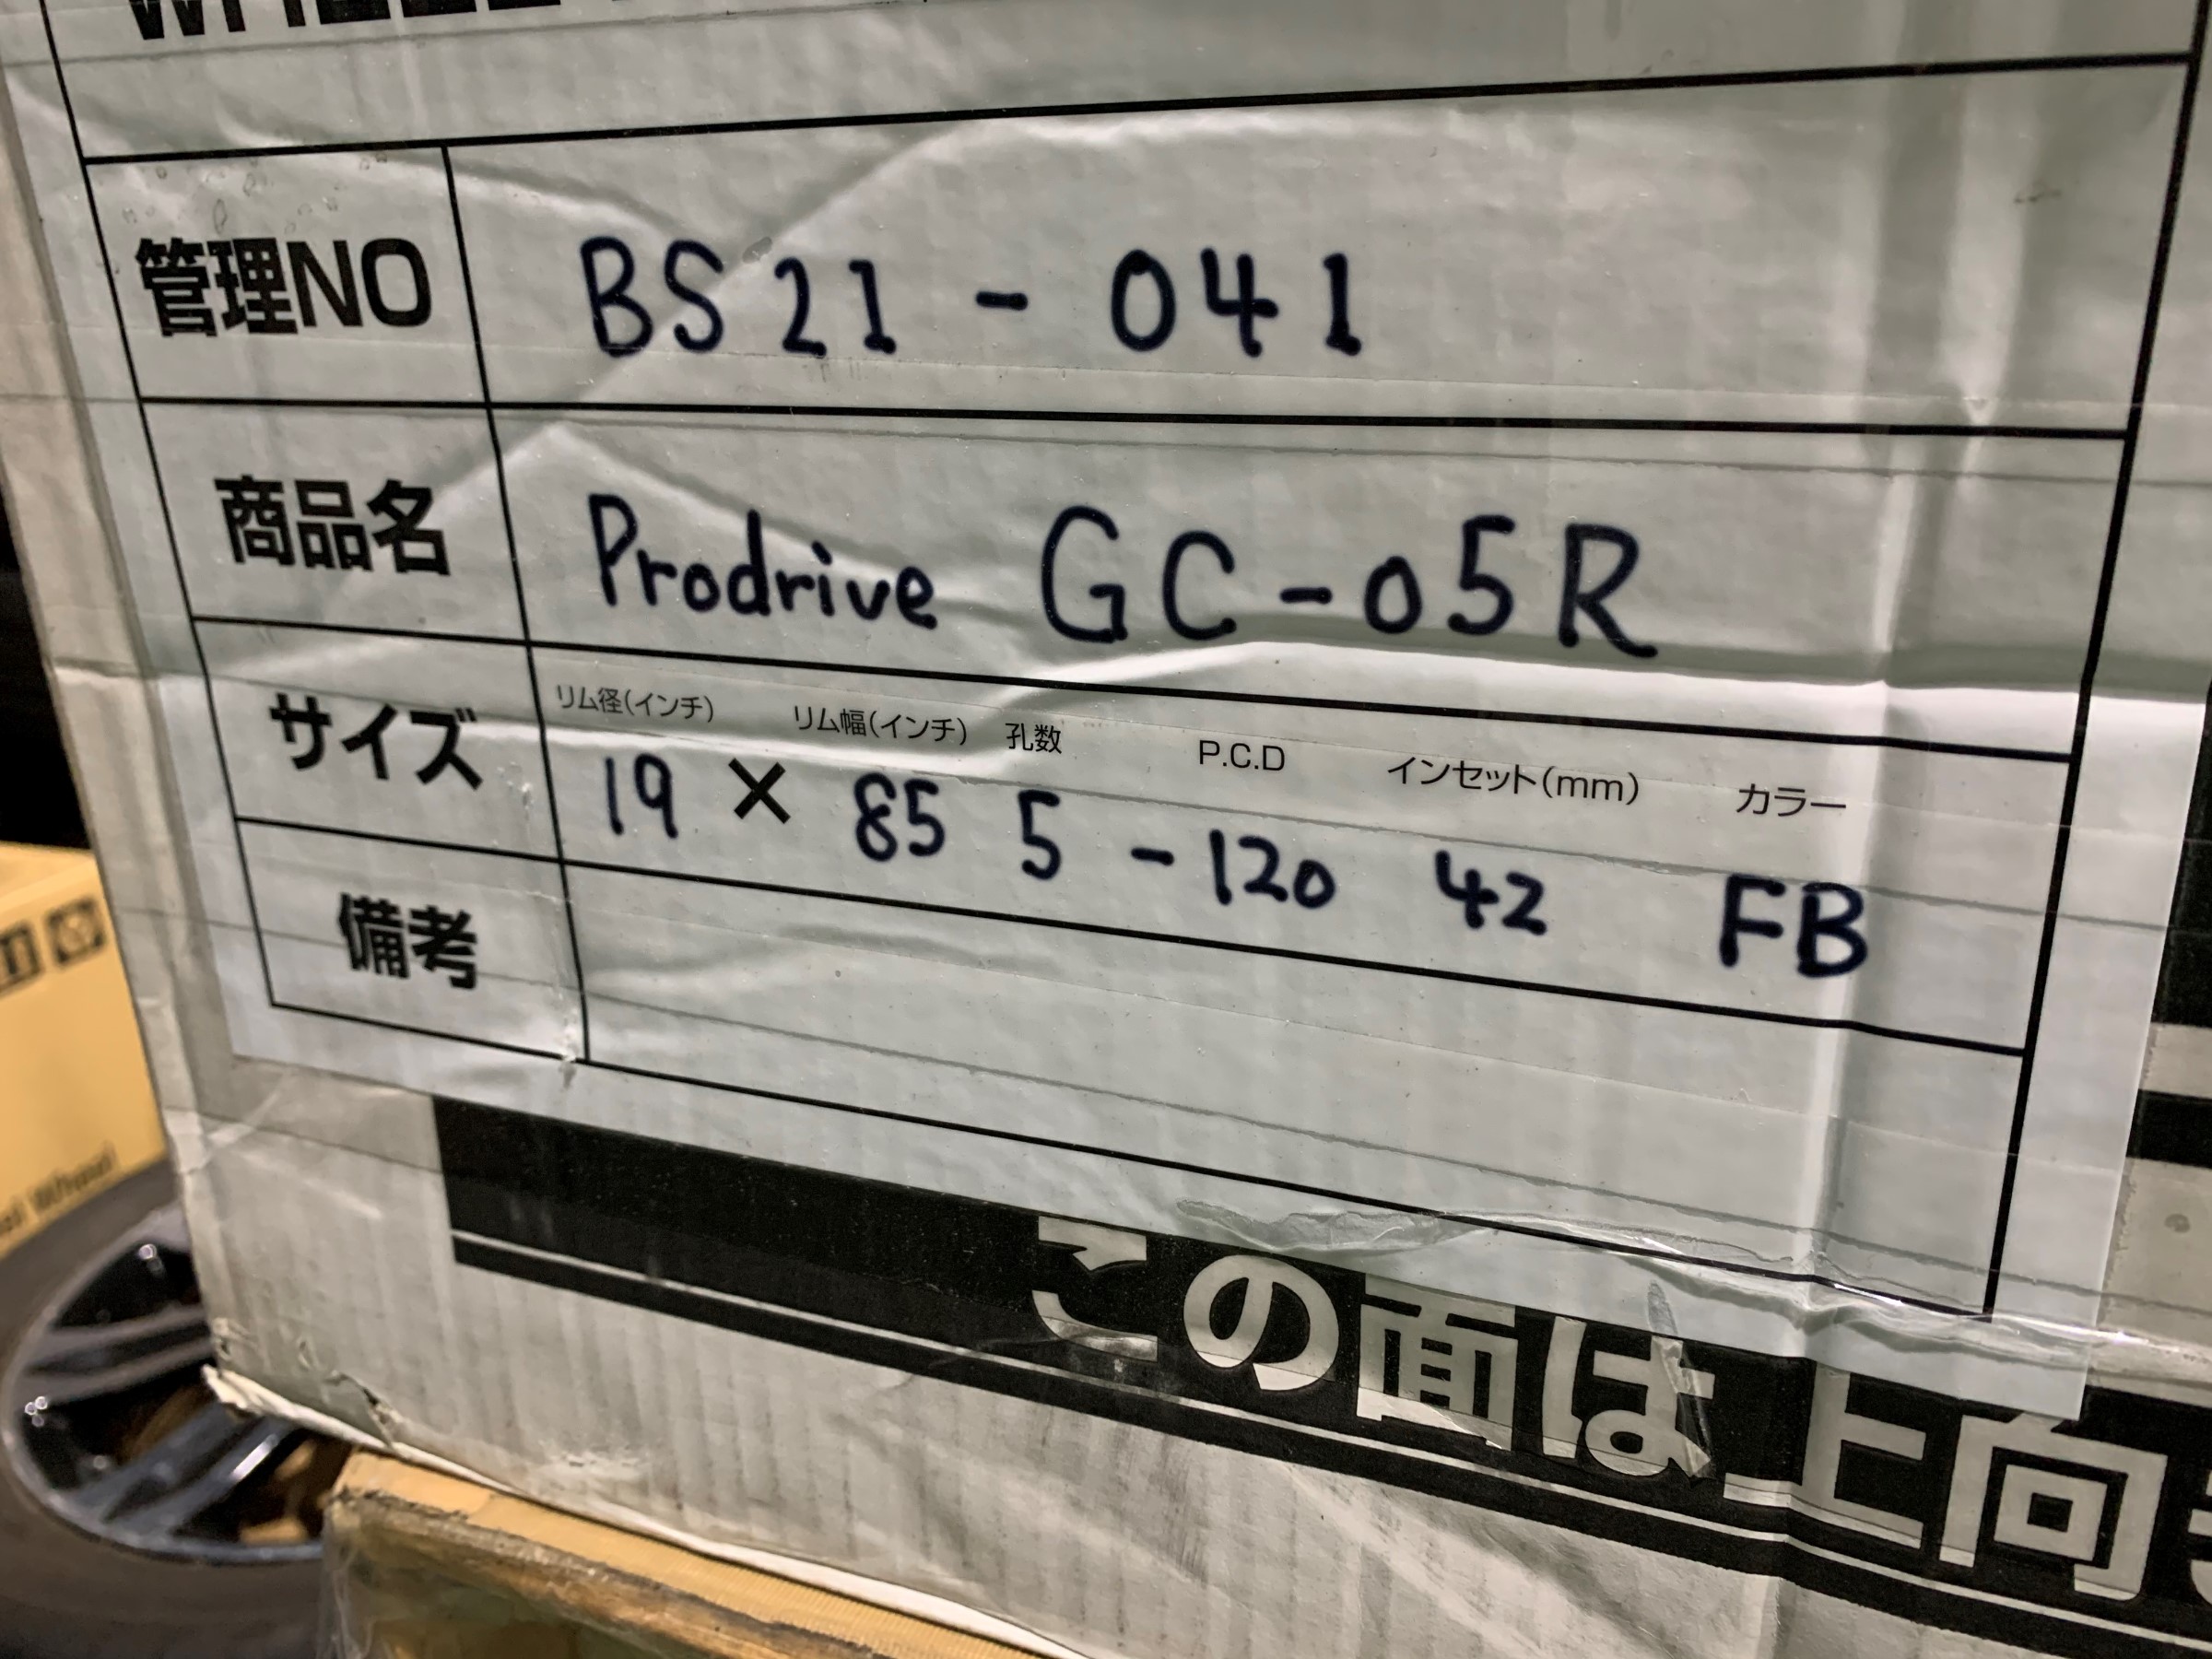 管理NO BS21-041
商品名 Prodrive GC-05R
サイズ
リム径(インチ) リム幅(インチ) 孔数 P.C.D インセット(mm) カラー
19 × 85 5 - 120 42 FB
備考
この面は上向